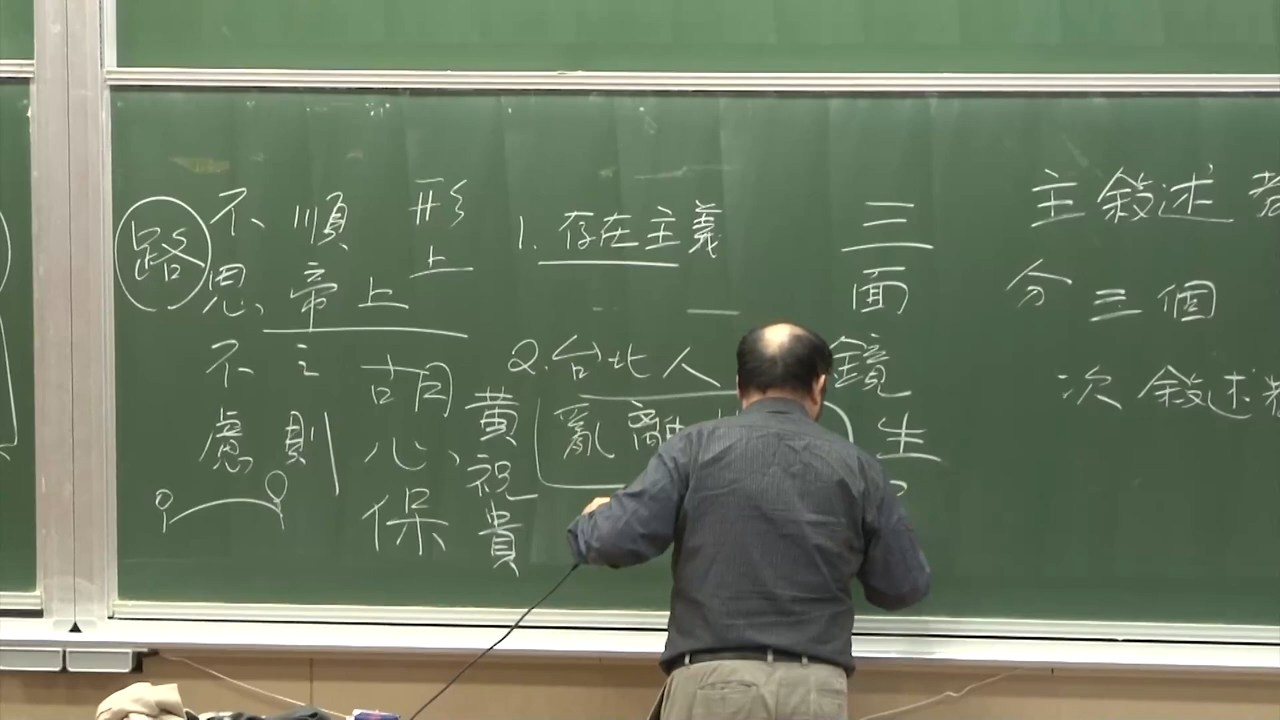 路
不思不慮
順帝之則
上
形上
胡心保
黃祝貴
1. 存在主義
2. 台北人
亂離
三面鏡生
主敘述者
分三個
次敘述